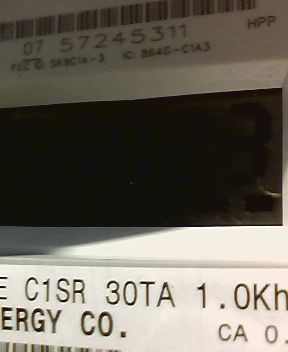 HPP
07 57245311
FCC ID: SK9C1A-3 IC: 864G-C1A3
E C1SR 30TA 1.0Kh
ERGY CO.
CA 0.